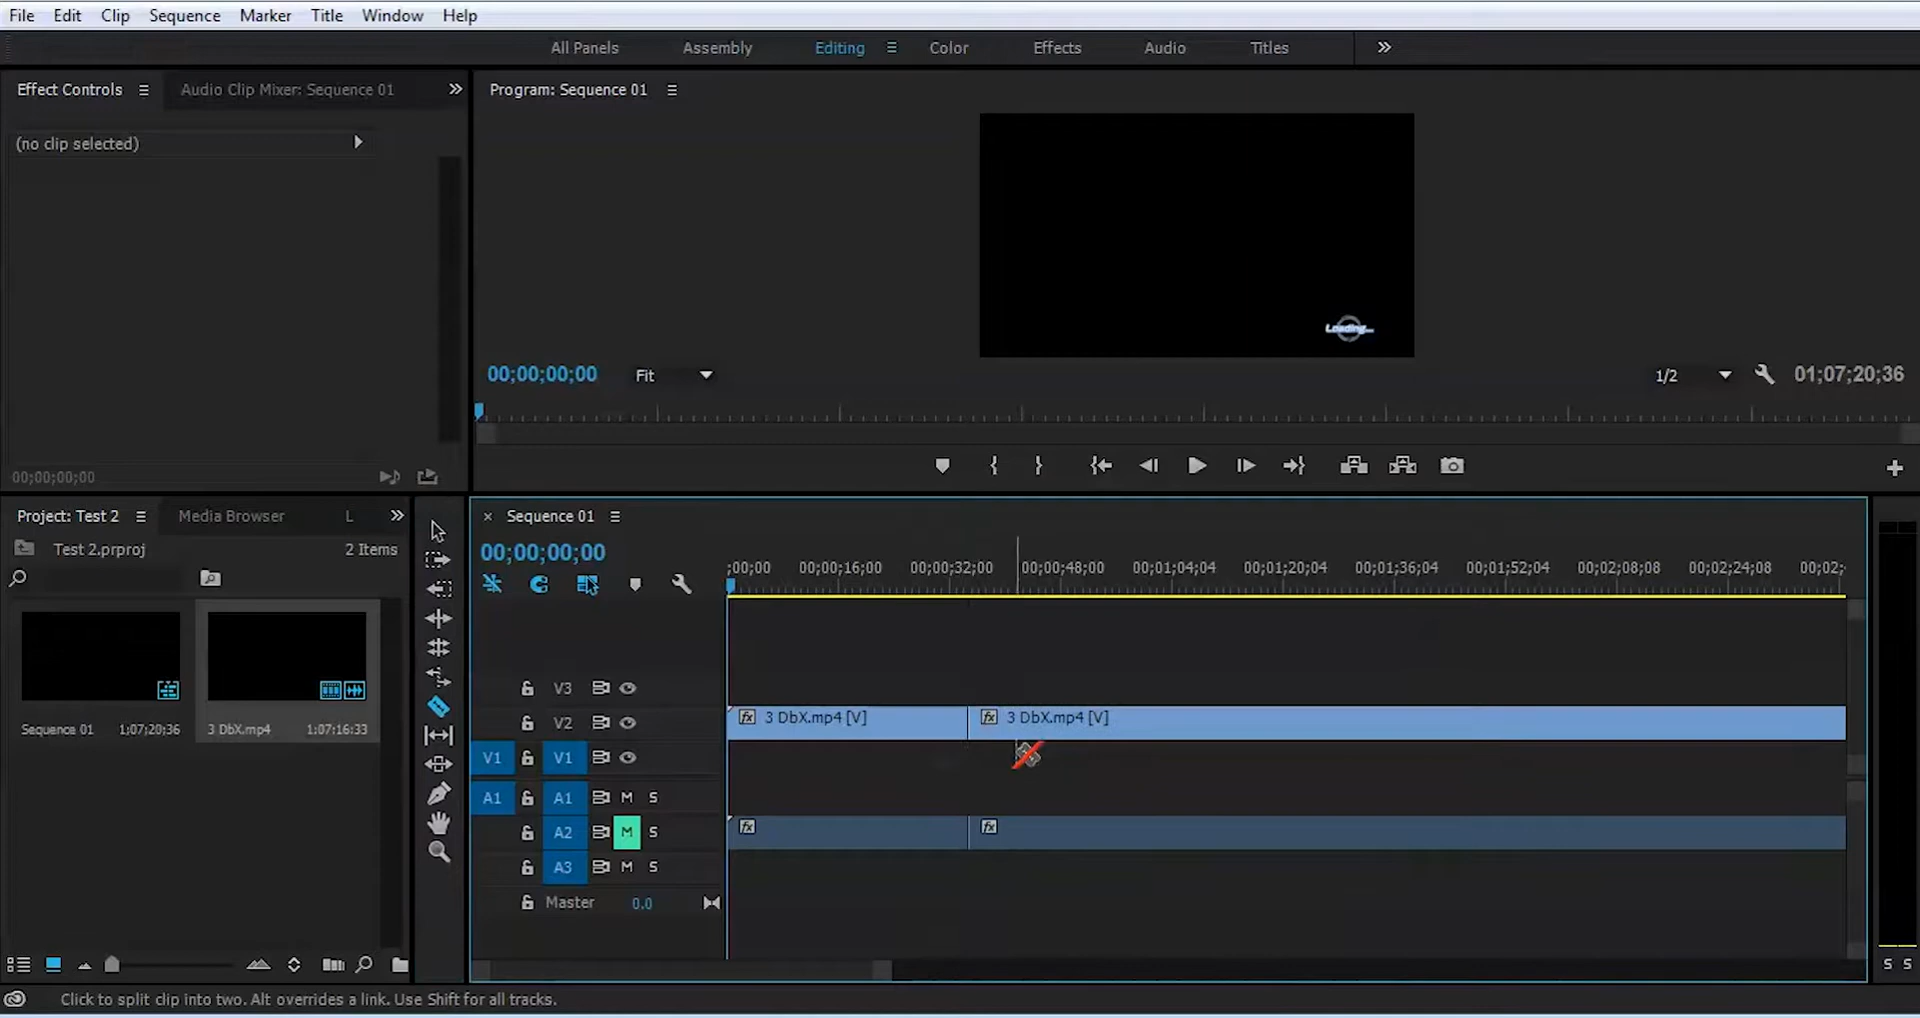 File Edit Clip Sequence Marker Title Window Help
All Panels Assembly Editing Color Effects Audio Titles
Effect Controls Audio Clip Mixer: Sequence 01
Program: Sequence 01
(no clip selected)
Loading...
00;00;00;00 Fit 1/2 01;07;20;36
00;00;00;00
Project: Test 2 Media Browser L
Test 2.prproj 2 Items
Sequence 01 1;07;20;36
3 DbX.mp4 1:07:16:33
Sequence 01
00;00;00;00
;00;00 00;00;16;00 00;00;32;00 00;00;48;00 00;01;04;04 00;01;20;04 00;01;36;04 00;01;52;04 00;02;08;08 00;02;24;08 00;02;
V3
V2 fx 3 DbX.mp4 [V] fx 3 DbX.mp4 [V]
V1 V1
A1 A1 M S
A2 M S fx fx
A3 M S
Master 0.0
S S
Click to split clip into two. Alt overrides a link. Use Shift for all tracks.